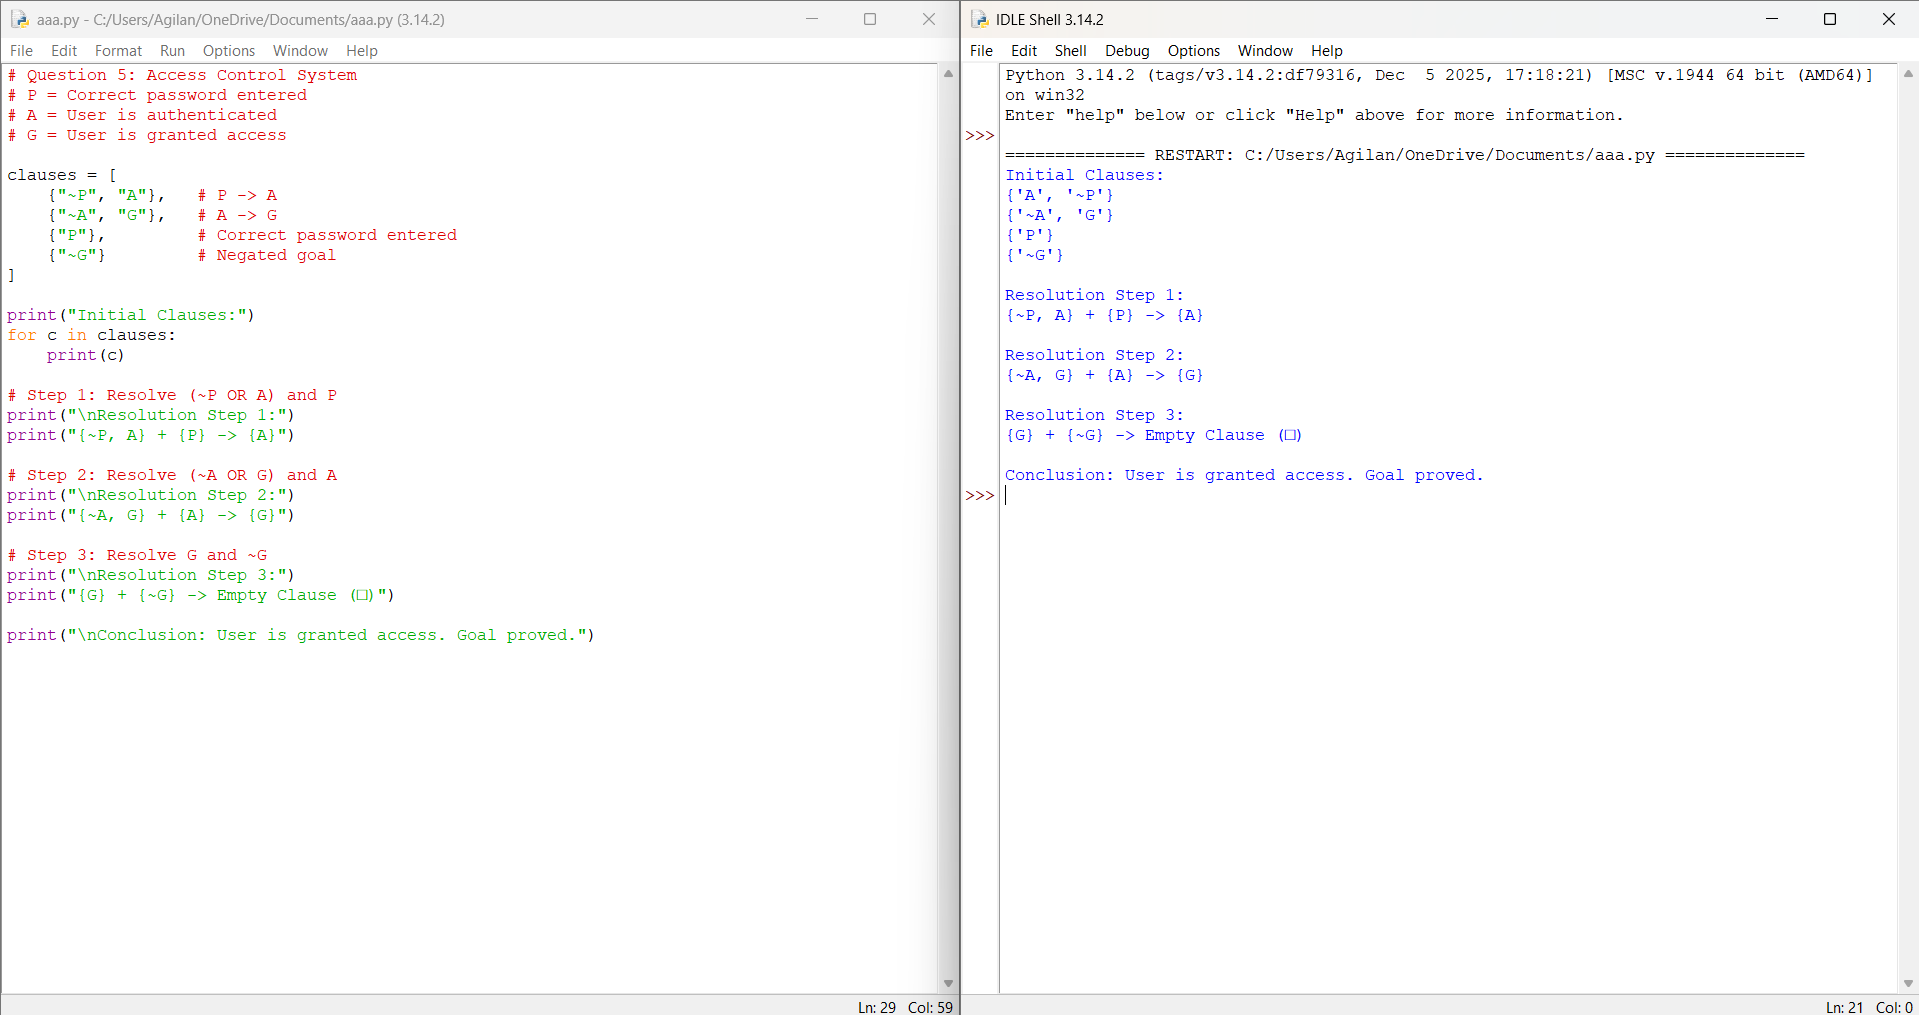 aaa.py - C:/Users/Agilan/OneDrive/Documents/aaa.py (3.14.2)
File Edit Format Run Options Window Help
# Question 5: Access Control System
# P = Correct password entered
# A = User is authenticated
# G = User is granted access

clauses = [
    {"~P", "A"},   # P -> A
    {"~A", "G"},   # A -> G
    {"P"},         # Correct password entered
    {"~G"}         # Negated goal
]

print("Initial Clauses:")
for c in clauses:
    print(c)

# Step 1: Resolve (~P OR A) and P
print("\nResolution Step 1:")
print("{~P, A} + {P} -> {A}")

# Step 2: Resolve (~A OR G) and A
print("\nResolution Step 2:")
print("{~A, G} + {A} -> {G}")

# Step 3: Resolve G and ~G
print("\nResolution Step 3:")
print("{G} + {~G} -> Empty Clause (□)")

print("\nConclusion: User is granted access. Goal proved.")
Ln: 29 Col: 59
IDLE Shell 3.14.2
File Edit Shell Debug Options Window Help
Python 3.14.2 (tags/v3.14.2:df79316, Dec  5 2025, 17:18:21) [MSC v.1944 64 bit (AMD64)]
on win32
Enter "help" below or click "Help" above for more information.
>>>
============== RESTART: C:/Users/Agilan/OneDrive/Documents/aaa.py ==============
Initial Clauses:
{'A', '~P'}
{'~A', 'G'}
{'P'}
{'~G'}

Resolution Step 1:
{~P, A} + {P} -> {A}

Resolution Step 2:
{~A, G} + {A} -> {G}

Resolution Step 3:
{G} + {~G} -> Empty Clause (□)

Conclusion: User is granted access. Goal proved.
>>>
Ln: 21 Col: 0